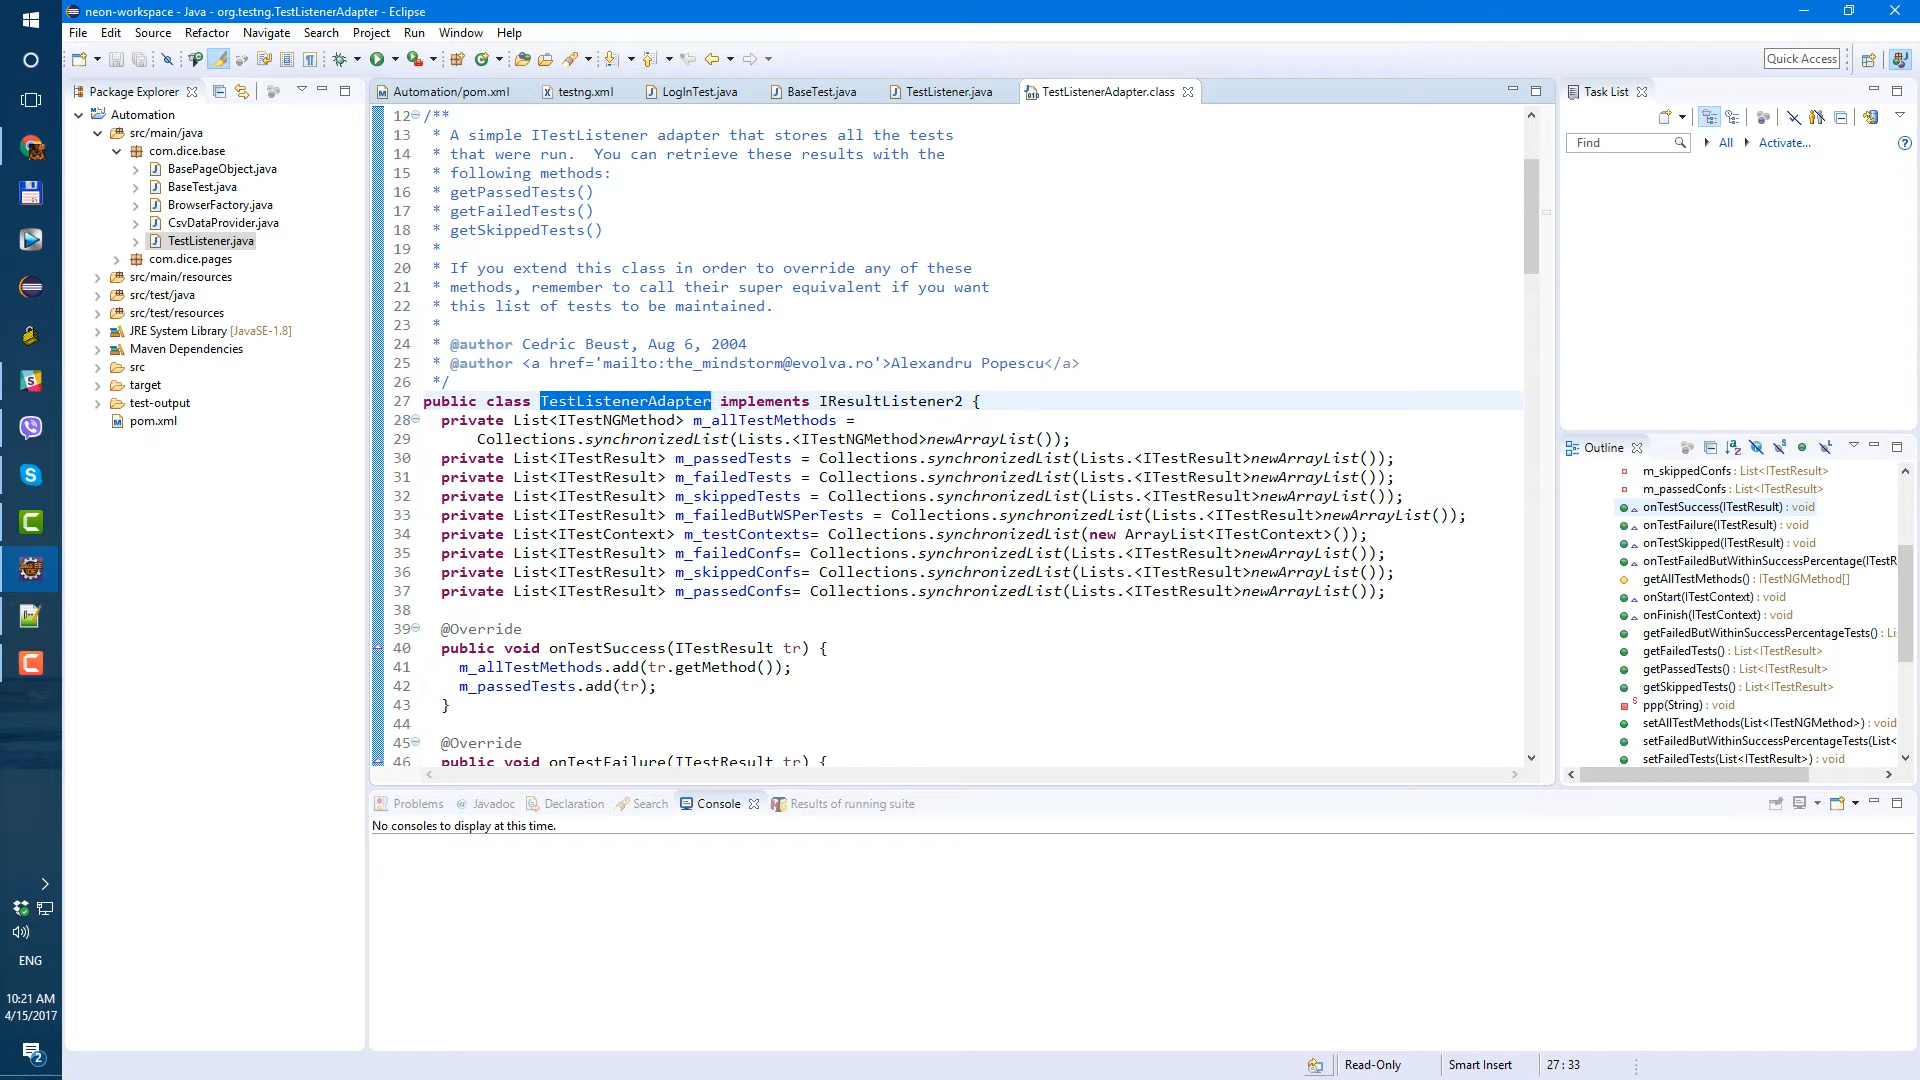 neon-workspace - Java - org.testng.TestListenerAdapter - Eclipse
File Edit Source Refactor Navigate Search Project Run Window Help
Quick Access
Package Explorer
Automation
src/main/java
com.dice.base
BasePageObject.java
BaseTest.java
BrowserFactory.java
CsvDataProvider.java
TestListener.java
com.dice.pages
src/main/resources
src/test/java
src/test/resources
JRE System Library [JavaSE-1.8]
Maven Dependencies
src
target
test-output
pom.xml
Automation/pom.xml testng.xml LogInTest.java BaseTest.java TestListener.java TestListenerAdapter.class
12 /**
13 * A simple ITestListener adapter that stores all the tests
14 * that were run.  You can retrieve these results with the
15 * following methods:
16 * getPassedTests()
17 * getFailedTests()
18 * getSkippedTests()
19 *
20 * If you extend this class in order to override any of these
21 * methods, remember to call their super equivalent if you want
22 * this list of tests to be maintained.
23 *
24 * @author Cedric Beust, Aug 6, 2004
25 * @author <a href='mailto:the_mindstorm@evolva.ro'>Alexandru Popescu</a>
26 */
27 public class TestListenerAdapter implements IResultListener2 {
28 private List<ITestNGMethod> m_allTestMethods =
29 Collections.synchronizedList(Lists.<ITestNGMethod>newArrayList());
30 private List<ITestResult> m_passedTests = Collections.synchronizedList(Lists.<ITestResult>newArrayList());
31 private List<ITestResult> m_failedTests = Collections.synchronizedList(Lists.<ITestResult>newArrayList());
32 private List<ITestResult> m_skippedTests = Collections.synchronizedList(Lists.<ITestResult>newArrayList());
33 private List<ITestResult> m_failedButWSPerTests = Collections.synchronizedList(Lists.<ITestResult>newArrayList());
34 private List<ITestContext> m_testContexts= Collections.synchronizedList(new ArrayList<ITestContext>());
35 private List<ITestResult> m_failedConfs= Collections.synchronizedList(Lists.<ITestResult>newArrayList());
36 private List<ITestResult> m_skippedConfs= Collections.synchronizedList(Lists.<ITestResult>newArrayList());
37 private List<ITestResult> m_passedConfs= Collections.synchronizedList(Lists.<ITestResult>newArrayList());
38
39 @Override
40 public void onTestSuccess(ITestResult tr) {
41 m_allTestMethods.add(tr.getMethod());
42 m_passedTests.add(tr);
43 }
44
45 @Override
46 public void onTestFailure(ITestResult tr) {
Task List
Find All Activate...
Outline
m_skippedConfs : List<ITestResult>
m_passedConfs : List<ITestResult>
onTestSuccess(ITestResult) : void
onTestFailure(ITestResult) : void
onTestSkipped(ITestResult) : void
onTestFailedButWithinSuccessPercentage(ITestR
getAllTestMethods() : ITestNGMethod[]
onStart(ITestContext) : void
onFinish(ITestContext) : void
getFailedButWithinSuccessPercentageTests() : Li
getFailedTests() : List<ITestResult>
getPassedTests() : List<ITestResult>
getSkippedTests() : List<ITestResult>
ppp(String) : void
setAllTestMethods(List<ITestNGMethod>) : void
setFailedButWithinSuccessPercentageTests(List<
setFailedTests(List<ITestResult>) : void
Problems Javadoc Declaration Search Console Results of running suite
No consoles to display at this time.
Read-Only Smart Insert 27 : 33
ENG
10:21 AM
4/15/2017
2